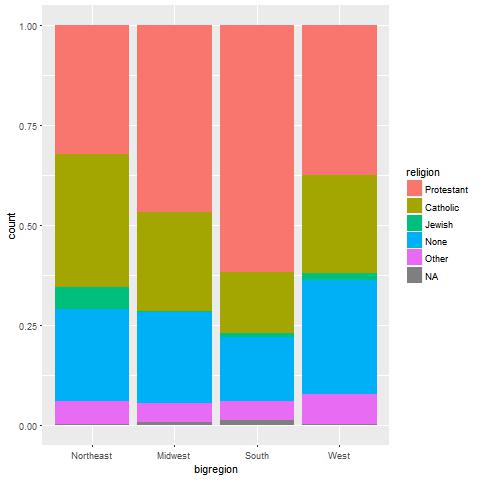 1.00
0.75
0.50
0.25
0.00
count
Northeast
Midwest
South
West
bigregion
religion
Protestant
Catholic
Jewish
None
Other
NA